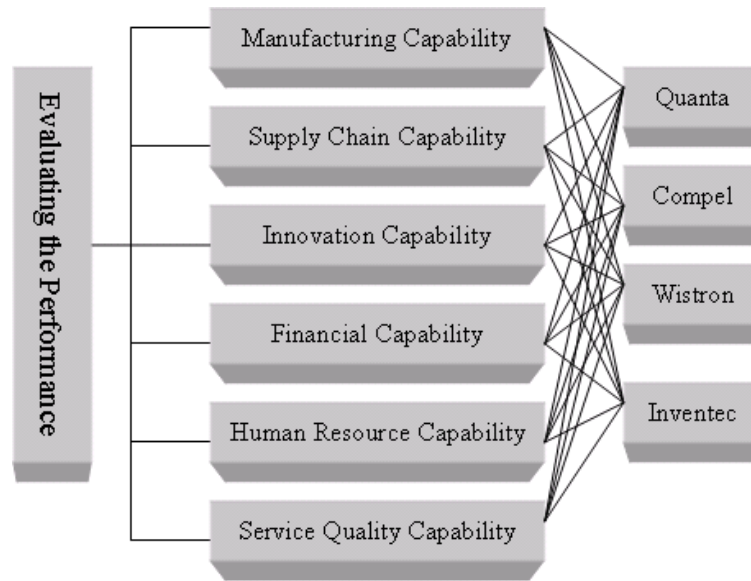 Evaluating the Performance
Manufacturing Capability
Supply Chain Capability
Innovation Capability
Financial Capability
Human Resource Capability
Service Quality Capability
Quanta
Compel
Wistron
Inventec